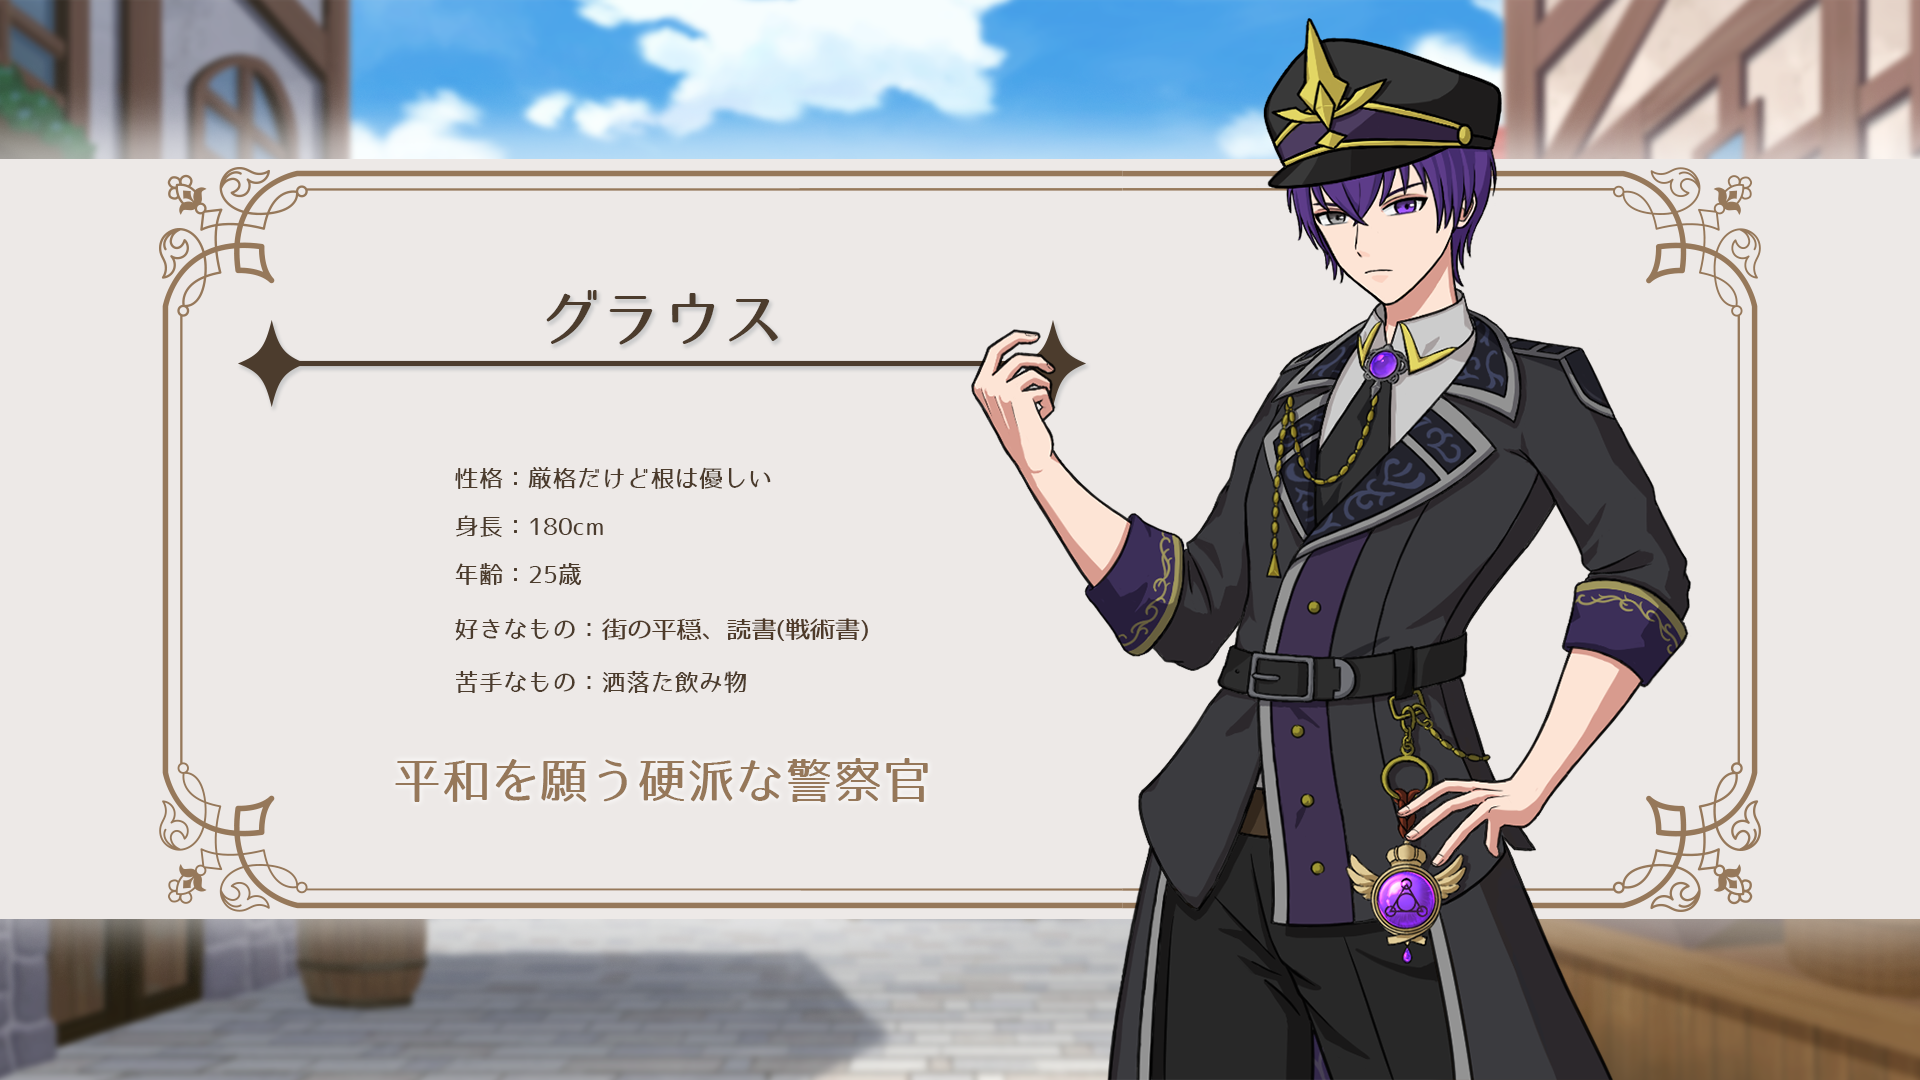 グラウス
性格：厳格だけど根は優しい
身長：180cm
年齢：25歳
好きなもの：街の平穏、読書(戦術書)
苦手なもの：洒落た飲み物
平和を願う硬派な警察官